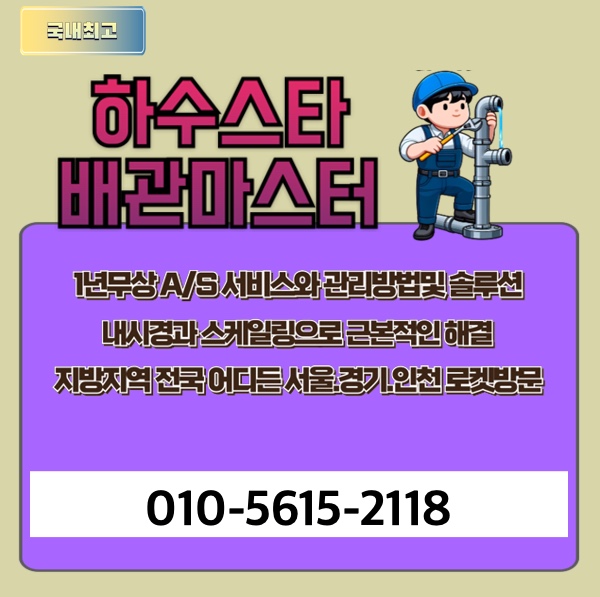 국내최고
하수스타
배관마스터
1년무상 A/S 서비스와 관리방법및 솔루션
내시경과 스케일링으로 근본적인 해결
지방지역 전국 어디든 서울.경기.인천 로켓방문
010-5615-2118